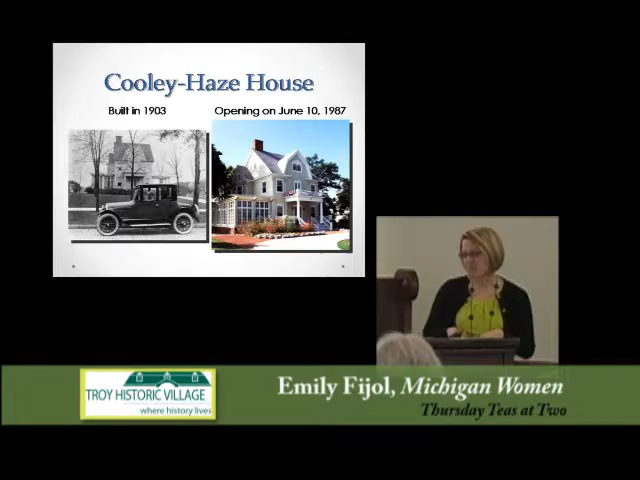 Cooley-Haze House
Built in 1903
Opening on June 10, 1987
TROY HISTORIC VILLAGE
where history lives
Emily Fijol, Michigan Women
Thursday Teas at Two